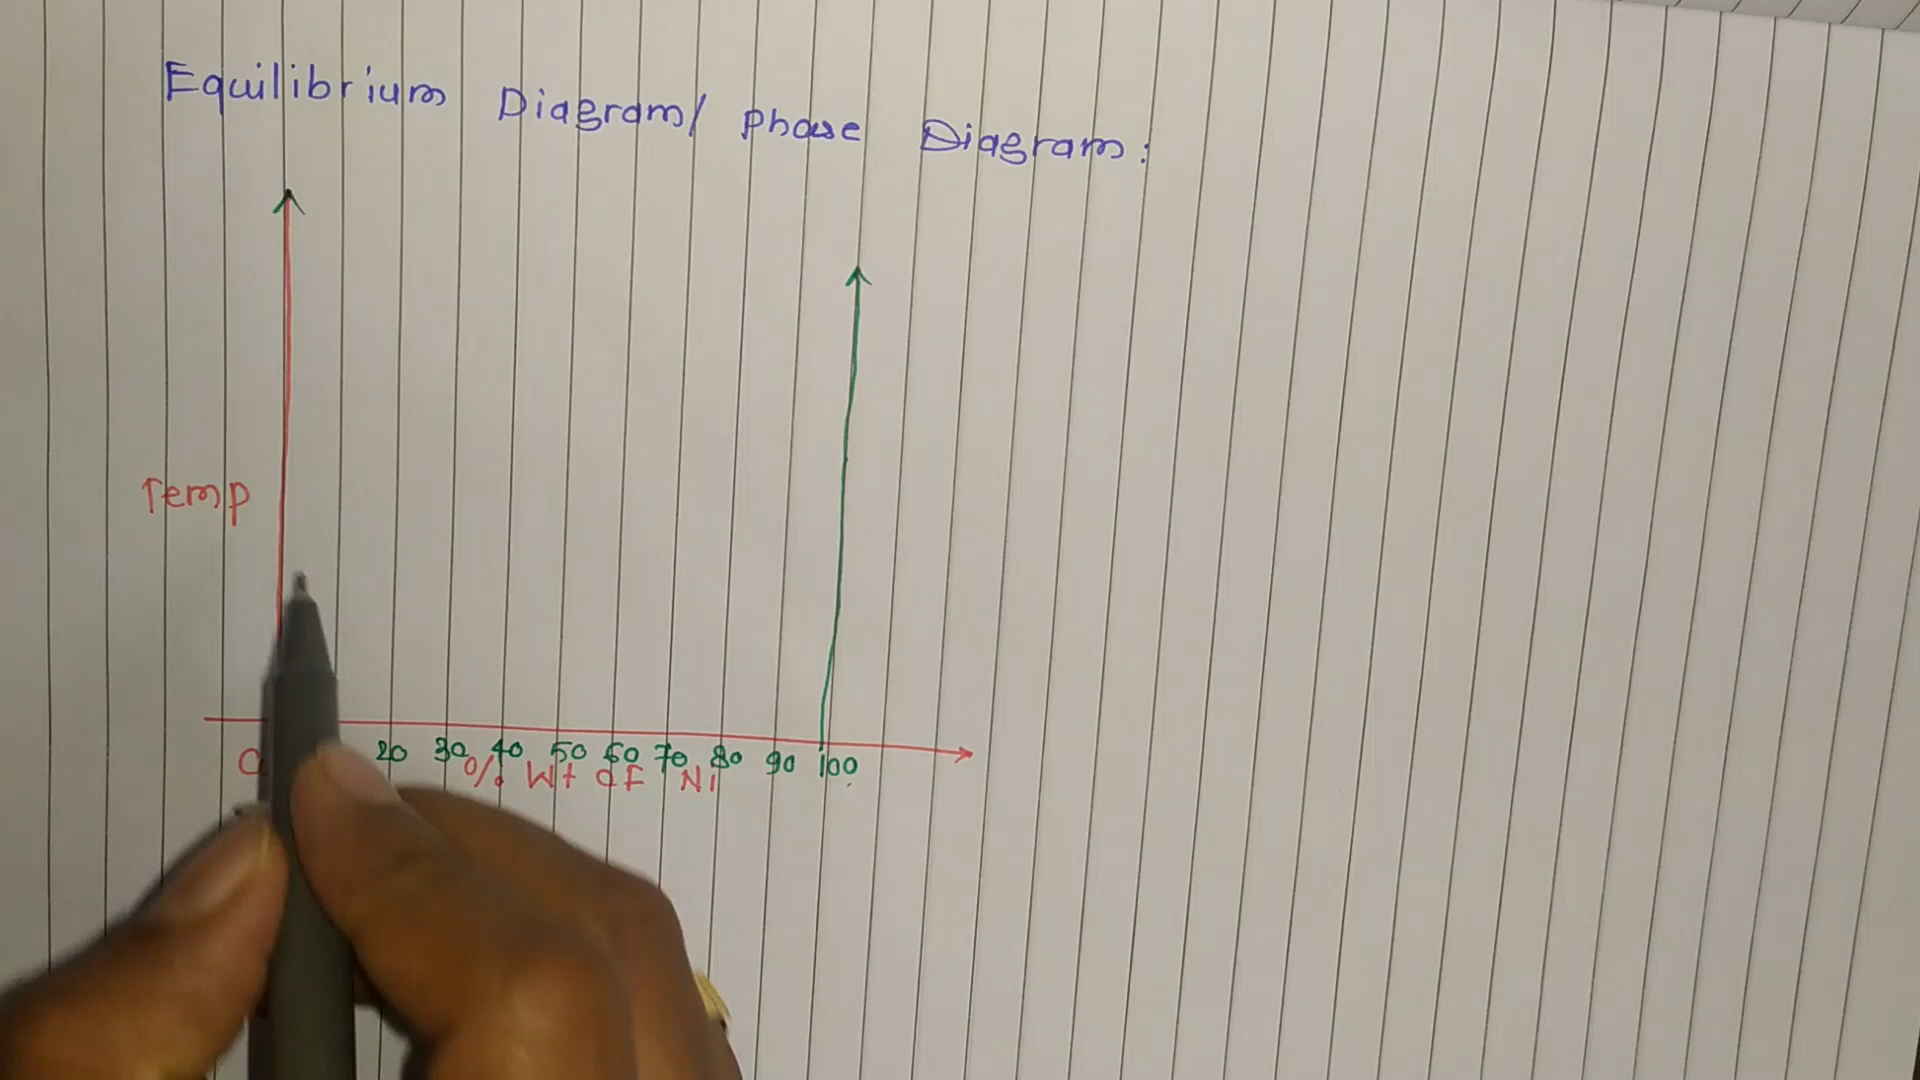 Equilibrium Diagram/ phase Diagram:
Temp
20 30 40 50 60 70 80 90 100
% Wt of Ni